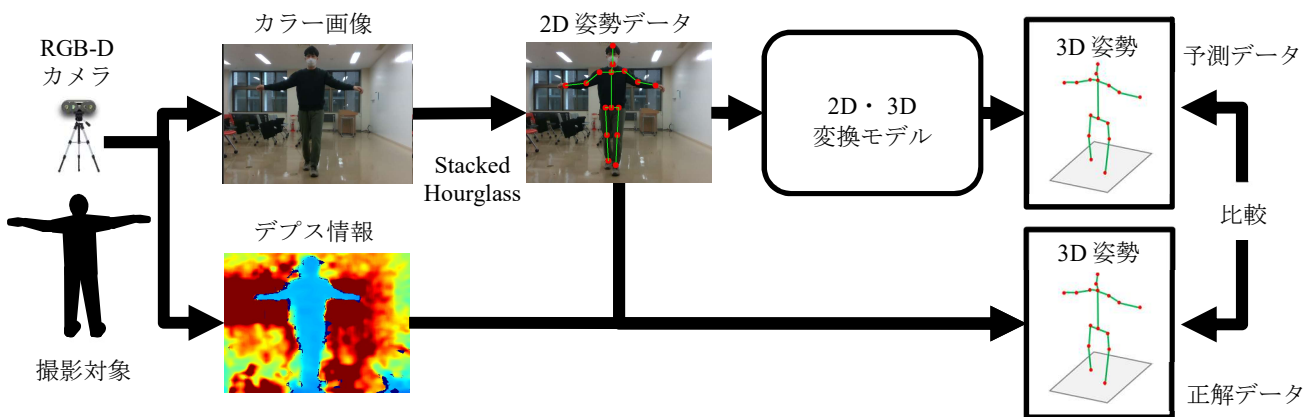 カラー画像
2D 姿勢データ
RGB-D
カメラ
3D 姿勢
予測データ
2D・ 3D
変換モデル
Stacked
Hourglass
比較
デプス情報
3D 姿勢
撮影対象
正解データ